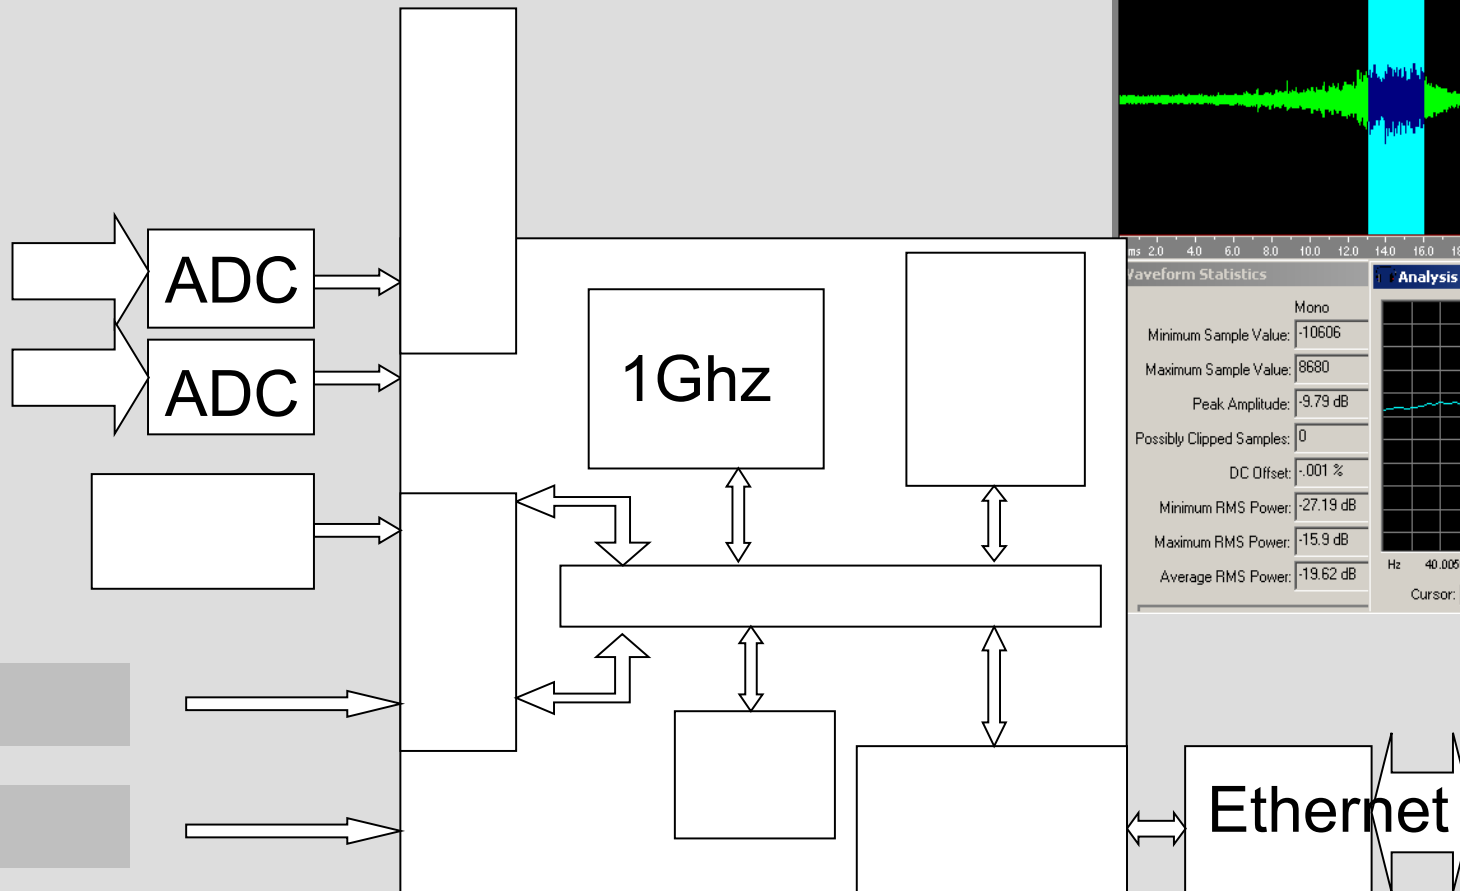 ADC
ADC
1Ghz
Ethernet
ms 2.0 4.0 6.0 8.0 10.0 12.0 14.0 16.0 18
Waveform Statistics
Analysis
Mono
Minimum Sample Value: -10606
Maximum Sample Value: 8680
Peak Amplitude: -9.79 dB
Possibly Clipped Samples: 0
DC Offset: -.001 %
Minimum RMS Power: -27.19 dB
Maximum RMS Power: -15.9 dB
Average RMS Power: -19.62 dB
Hz 40.005
Cursor: